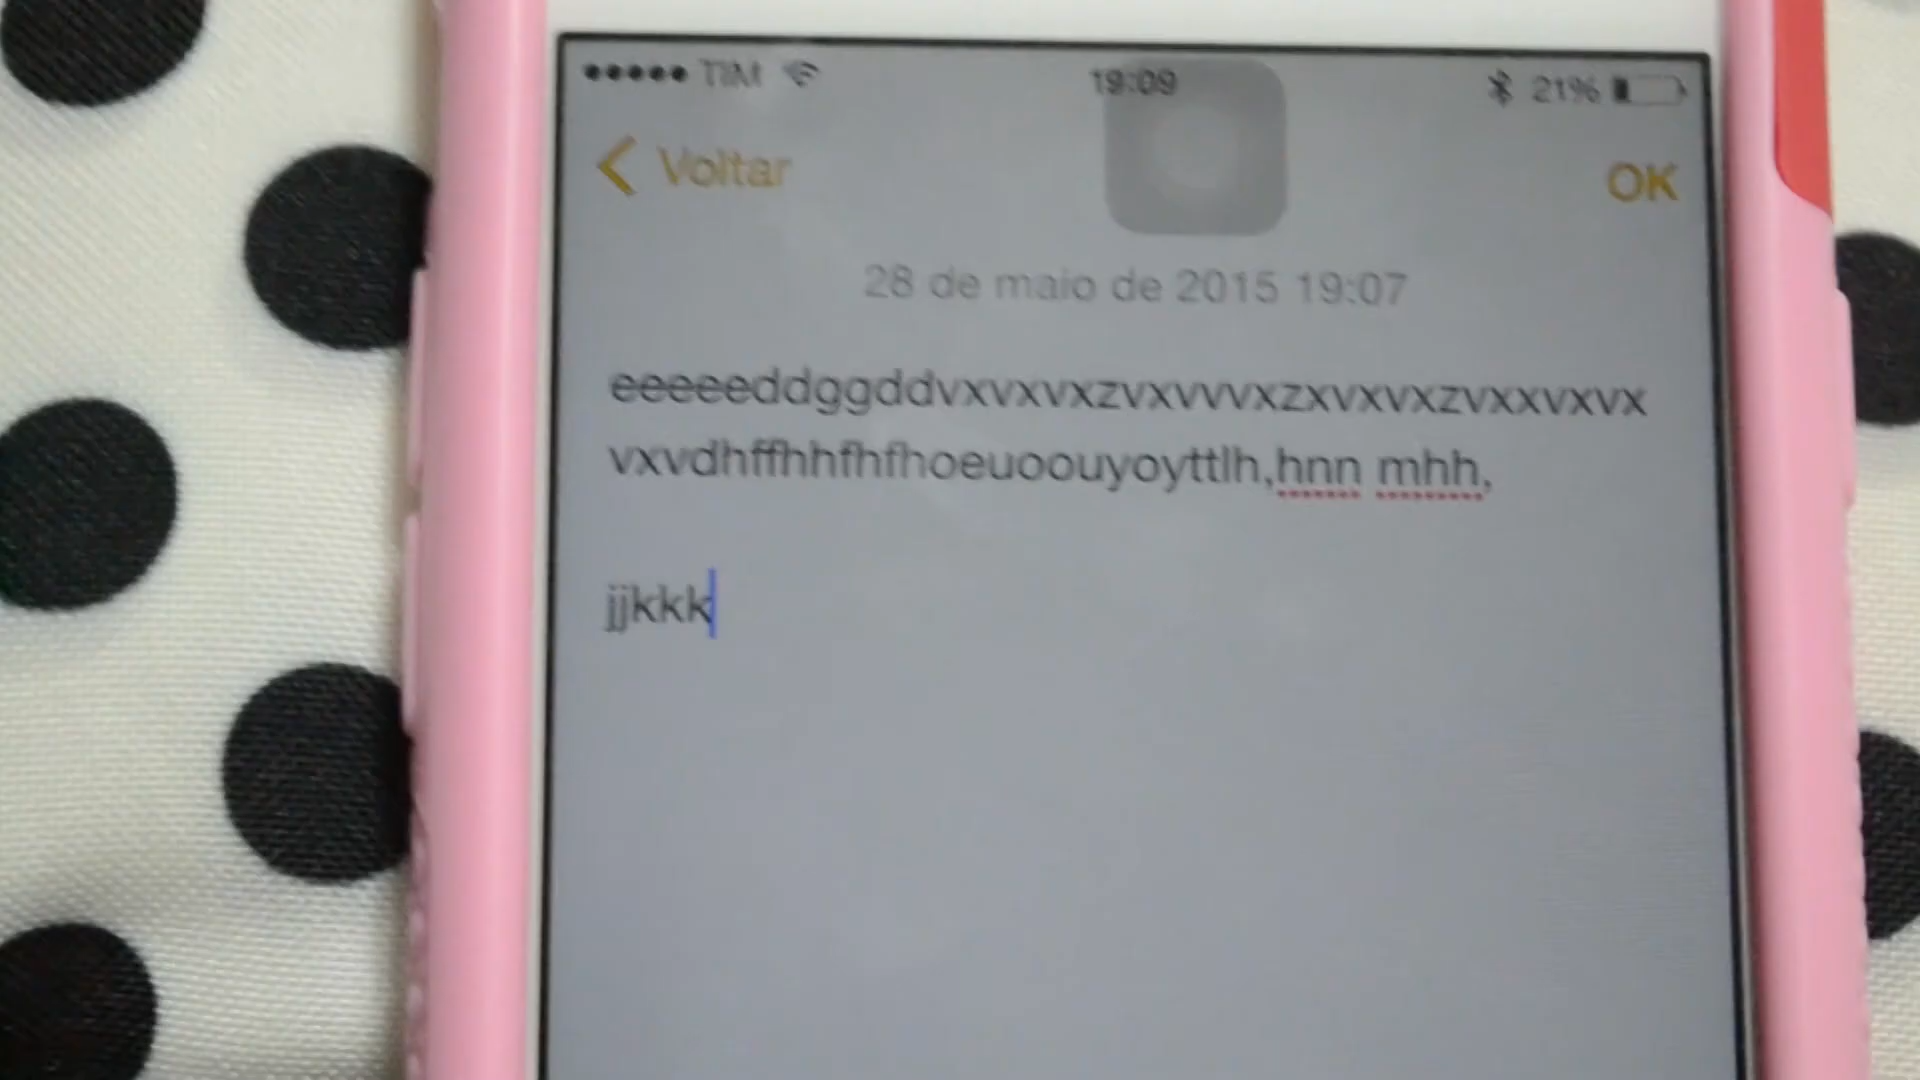 TIM
19:09
21%
Voltar
OK
28 de maio de 2015 19:07
eeeeeddggddvxvxvxzvxvvvxzxvxvxzvxxvxvx
vxvdhffhhfhfhoeuoouyoyttlh,hnn mhh,
jjkkk